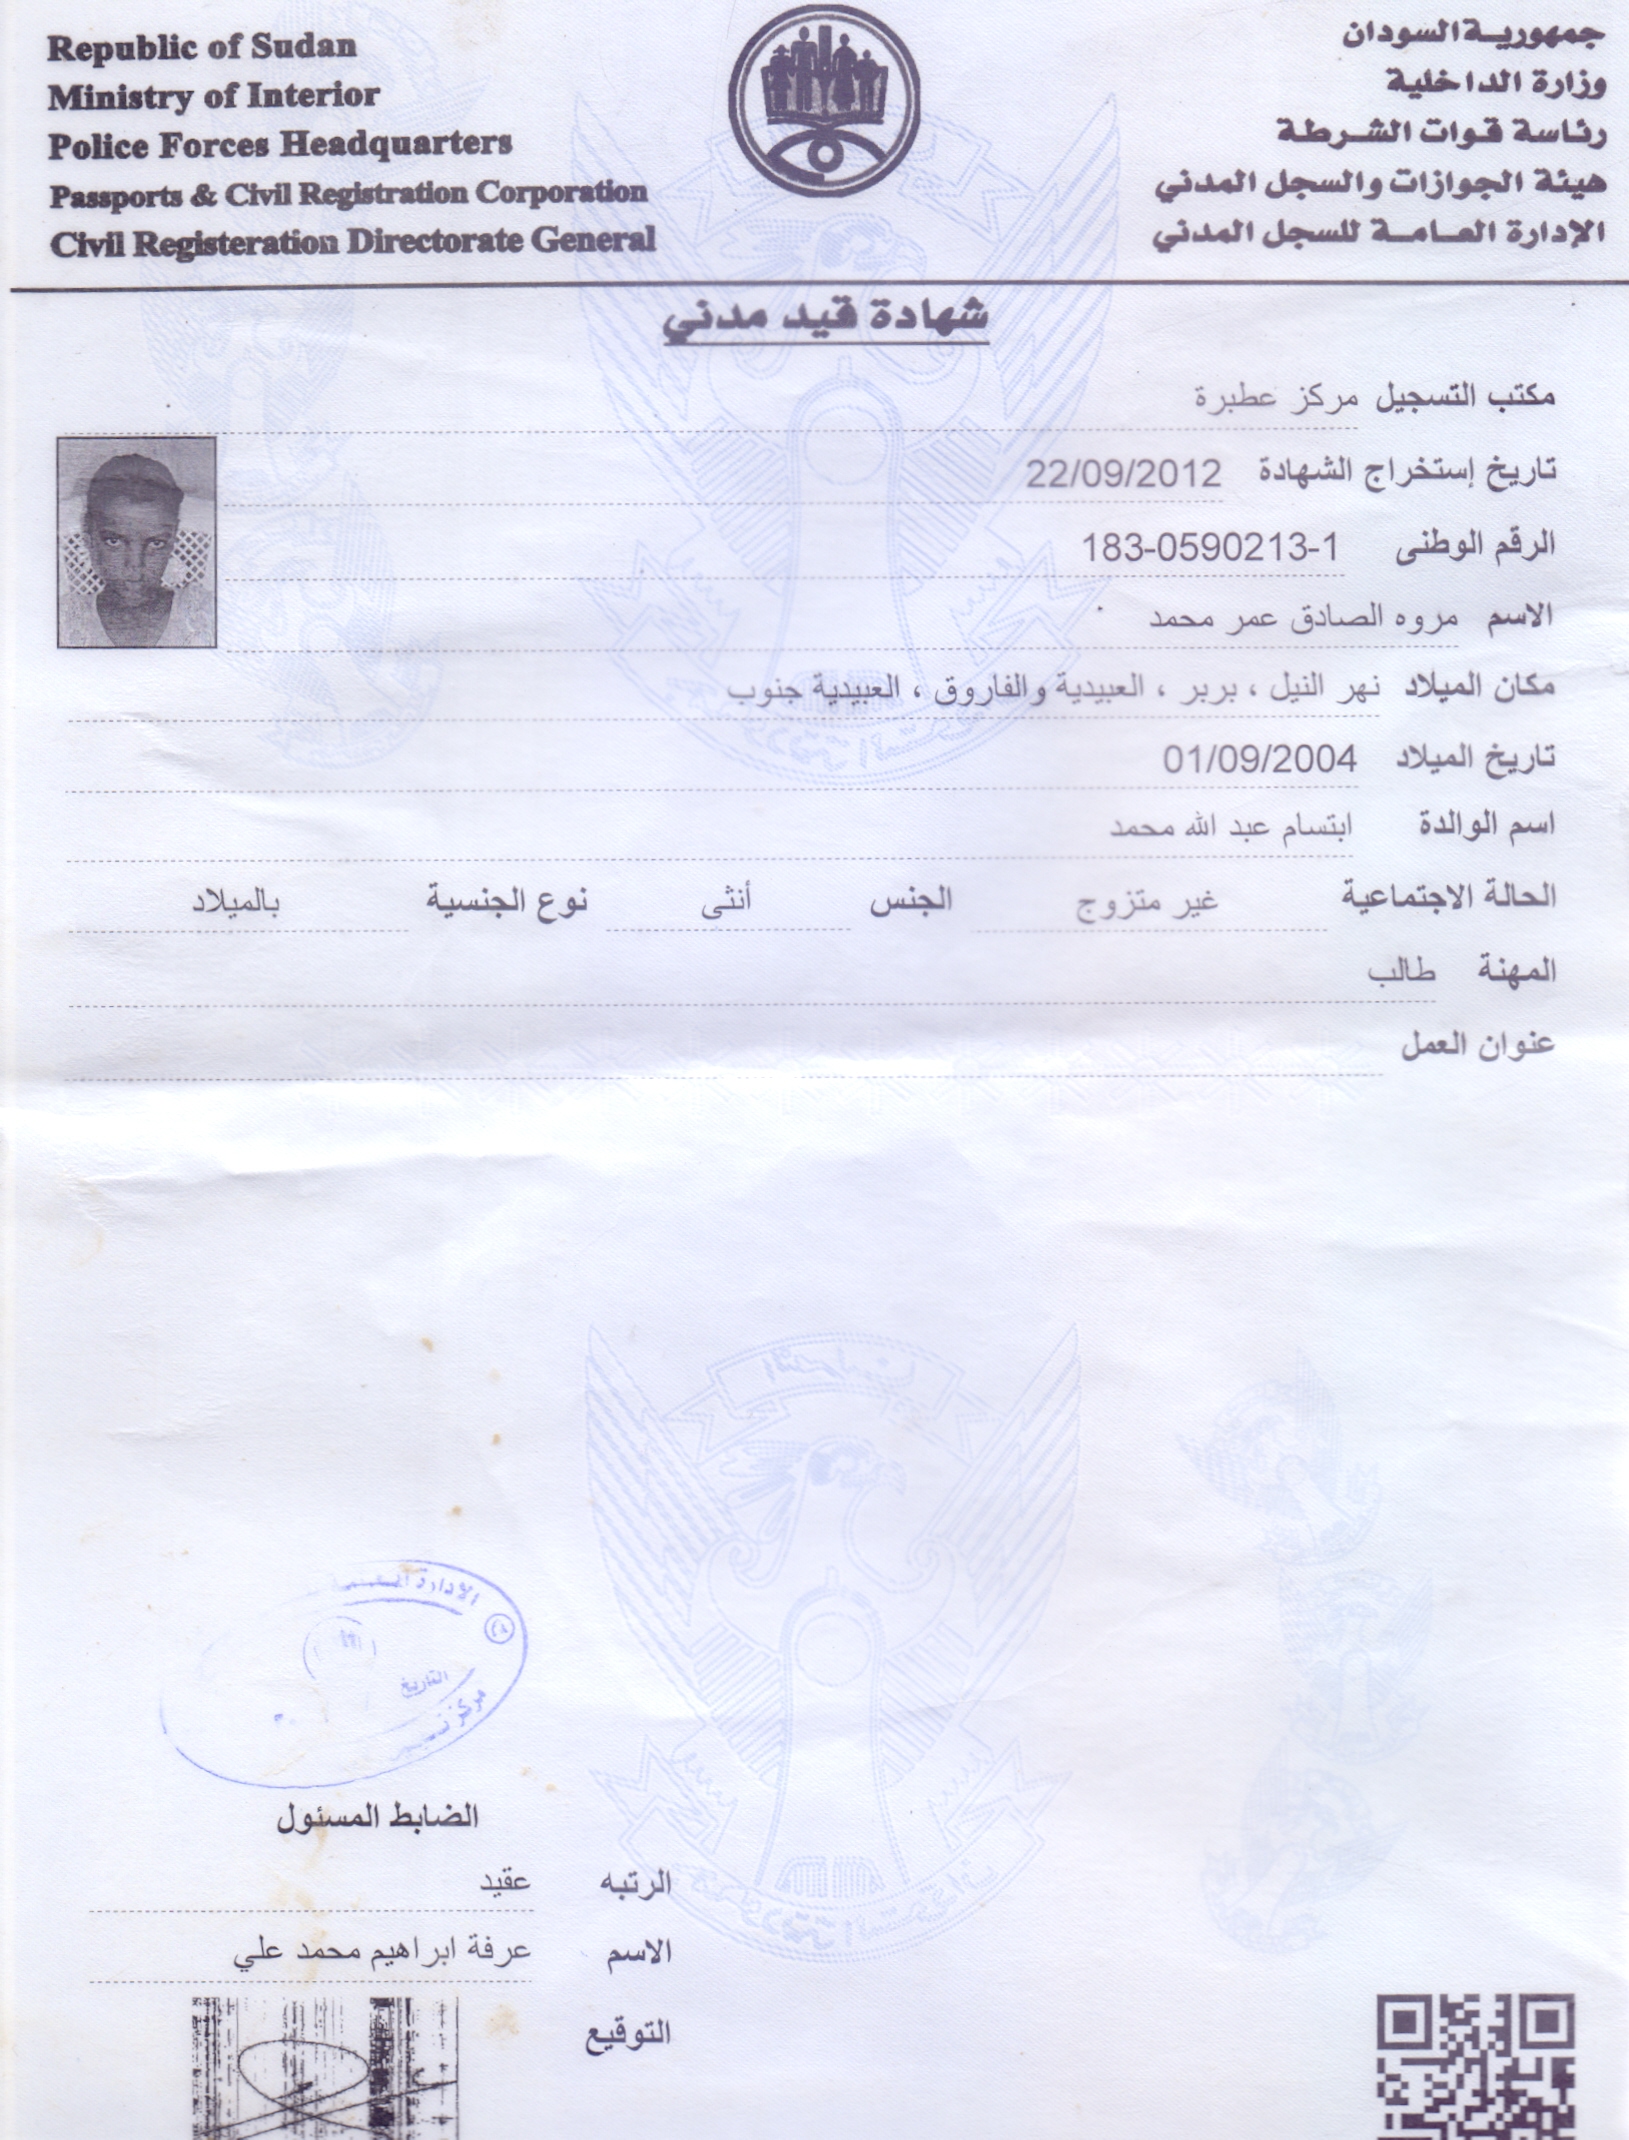 Republic of Sudan
Ministry of Interior
Police Forces Headquarters
Passports & Civil Registration Corporation
Civil Registeration Directorate General
جمهورية السودان
وزارة الداخلية
رئاسة قوات الشرطة
هيئة الجوازات والسجل المدني
الإدارة العامة للسجل المدني
شهادة قيد مدني
مكتب التسجيل مركز عطبرة
تاريخ إستخراج الشهادة 22/09/2012
الرقم الوطنى 183-0590213-1
الاسم مروه الصادق عمر محمد
مكان الميلاد نهر النيل ، بربر ، العبيدية والفاروق ، العبيدية جنوب
تاريخ الميلاد 01/09/2004
اسم الوالدة ابتسام عبد الله محمد
الحالة الاجتماعية غير متزوج الجنس أنثى نوع الجنسية بالميلاد
المهنة طالب
عنوان العمل
الإدارة
التاريخ
مركز
الضابط المسئول
الرتبه عقيد
الاسم عرفة ابراهيم محمد علي
التوقيع